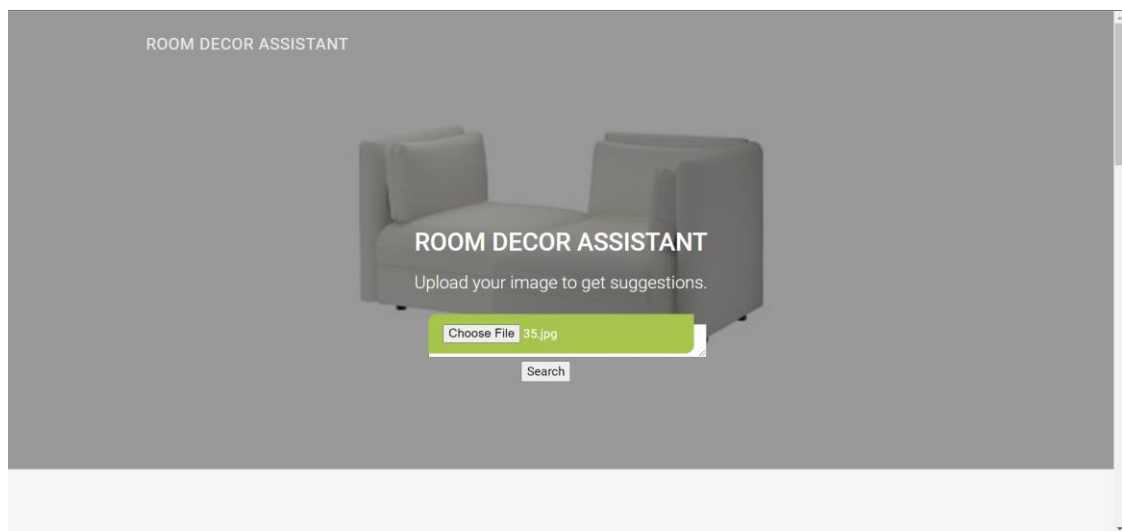 ROOM DECOR ASSISTANT
ROOM DECOR ASSISTANT
Upload your image to get suggestions.
Choose File 35.jpg
Search